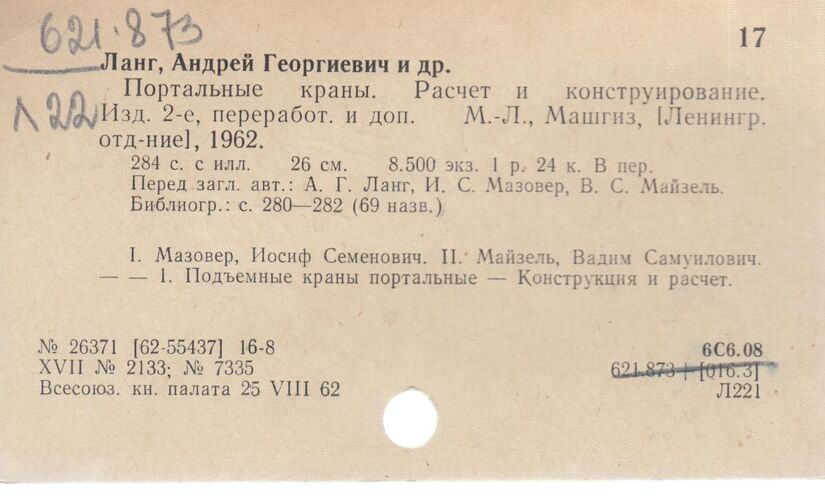 621.873
17
Ланг, Андрей Георгиевич и др.
Портальные краны. Расчет и конструирование.
Л22
Изд. 2-е, переработ. и доп. М.-Л., Машгиз, [Ленингр.
отд-ние], 1962.
284 с. с илл. 26 см. 8.500 экз. 1 р. 24 к. В пер.
Перед загл. авт.: А. Г. Ланг, И. С. Мазовер, В. С. Майзель.
Библиогр.: с. 280—282 (69 назв.)
I. Мазовер, Иосиф Семенович. II. Майзель, Вадим Самуилович.
— — 1. Подъемные краны портальные — Конструкция и расчет.
№ 26371 [62-55437] 16-8
6С6.08
XVII № 2133; № 7335
621.873+[016.3]
Всесоюз. кн. палата 25 VIII 62
Л221